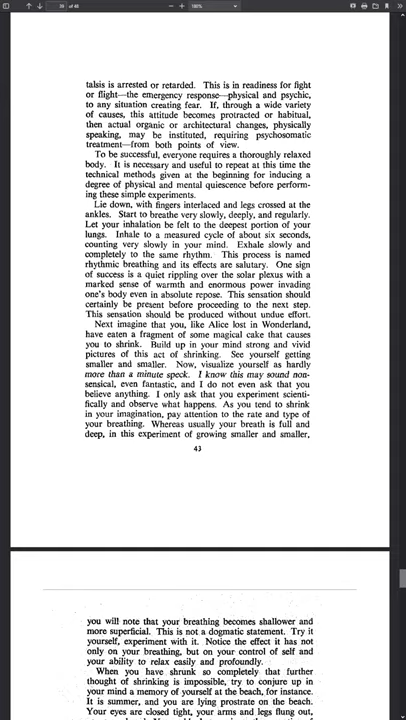 39 of 45
100%
talsis is arrested or retarded. This is in readiness for fight
or flight—the emergency response—physical and psychic,
to any situation creating fear. If, through a wide variety
of causes, this attitude becomes protracted or habitual,
then actual organic or architectural changes, physically
speaking, may be instituted, requiring psychosomatic
treatment—from both points of view.
To be successful, everyone requires a thoroughly relaxed
body. It is necessary and useful to repeat at this time the
technical methods given at the beginning for inducing a
degree of physical and mental quiescence before perform-
ing these simple experiments.
Lie down, with fingers interlaced and legs crossed at the
ankles. Start to breathe very slowly, deeply, and regularly.
Let your inhalation be felt to the deepest portion of your
lungs. Inhale to a measured cycle of about six seconds,
counting very slowly in your mind. Exhale slowly and
completely to the same rhythm. This process is named
rhythmic breathing and its effects are salutary. One sign
of success is a quiet rippling over the solar plexus with a
marked sense of warmth and enormous power invading
one's body even in absolute repose. This sensation should
certainly be present before proceeding to the next step.
This sensation should be produced without undue effort.
Next imagine that you, like Alice lost in Wonderland,
have eaten a fragment of some magical cake that causes
you to shrink. Build up in your mind strong and vivid
pictures of this act of shrinking. See yourself getting
smaller and smaller. Now, visualize yourself as hardly
more than a minute speck. I know this may sound non-
sensical, even fantastic, and I do not even ask that you
believe anything. I only ask that you experiment scienti-
fically and observe what happens. As you tend to shrink
in your imagination, pay attention to the rate and type of
your breathing. Whereas usually your breath is full and
deep, in this experiment of growing smaller and smaller,
43
you will note that your breathing becomes shallower and
more superficial. This is not a dogmatic statement. Try it
yourself, experiment with it. Notice the effect it has not
only on your breathing, but on your control of self and
your ability to relax easily and profoundly.
When you have shrunk so completely that further
thought of shrinking is impossible, try to conjure up in
your mind a memory of yourself at the beach, for instance.
It is summer, and you are lying prostrate on the beach.
Your eyes are closed tight, your arms and legs flung out,